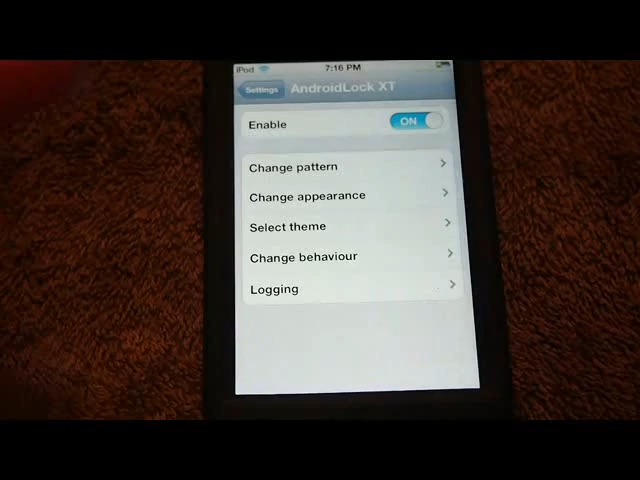 iPod 7:16 PM
Settings AndroidLock XT
Enable ON
Change pattern
Change appearance
Select theme
Change behaviour
Logging